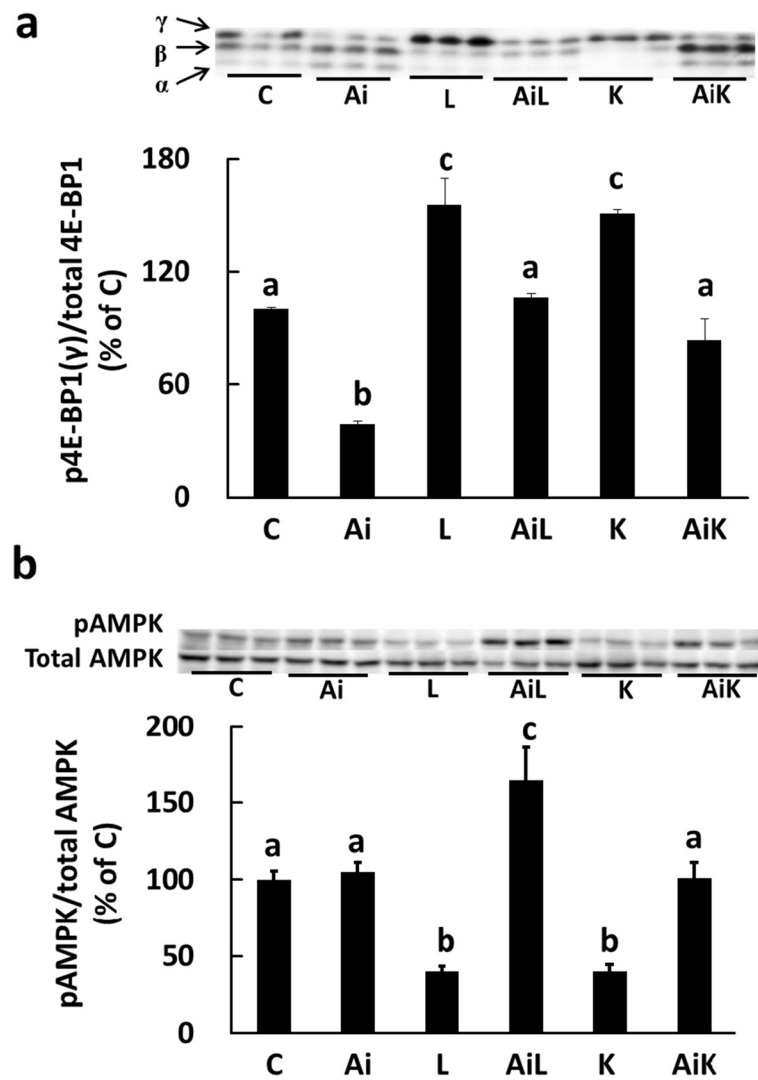 a
γ
β
α
C Ai L AiL K AiK
p4E-BP1(γ)/total 4E-BP1
(% of C)
180
120
60
0
a b c a c a
C Ai L AiL K AiK
b
pAMPK
Total AMPK
C Ai L AiL K AiK
pAMPK/total AMPK
(% of C)
200
150
100
50
0
a a b c b a
C Ai L AiL K AiK